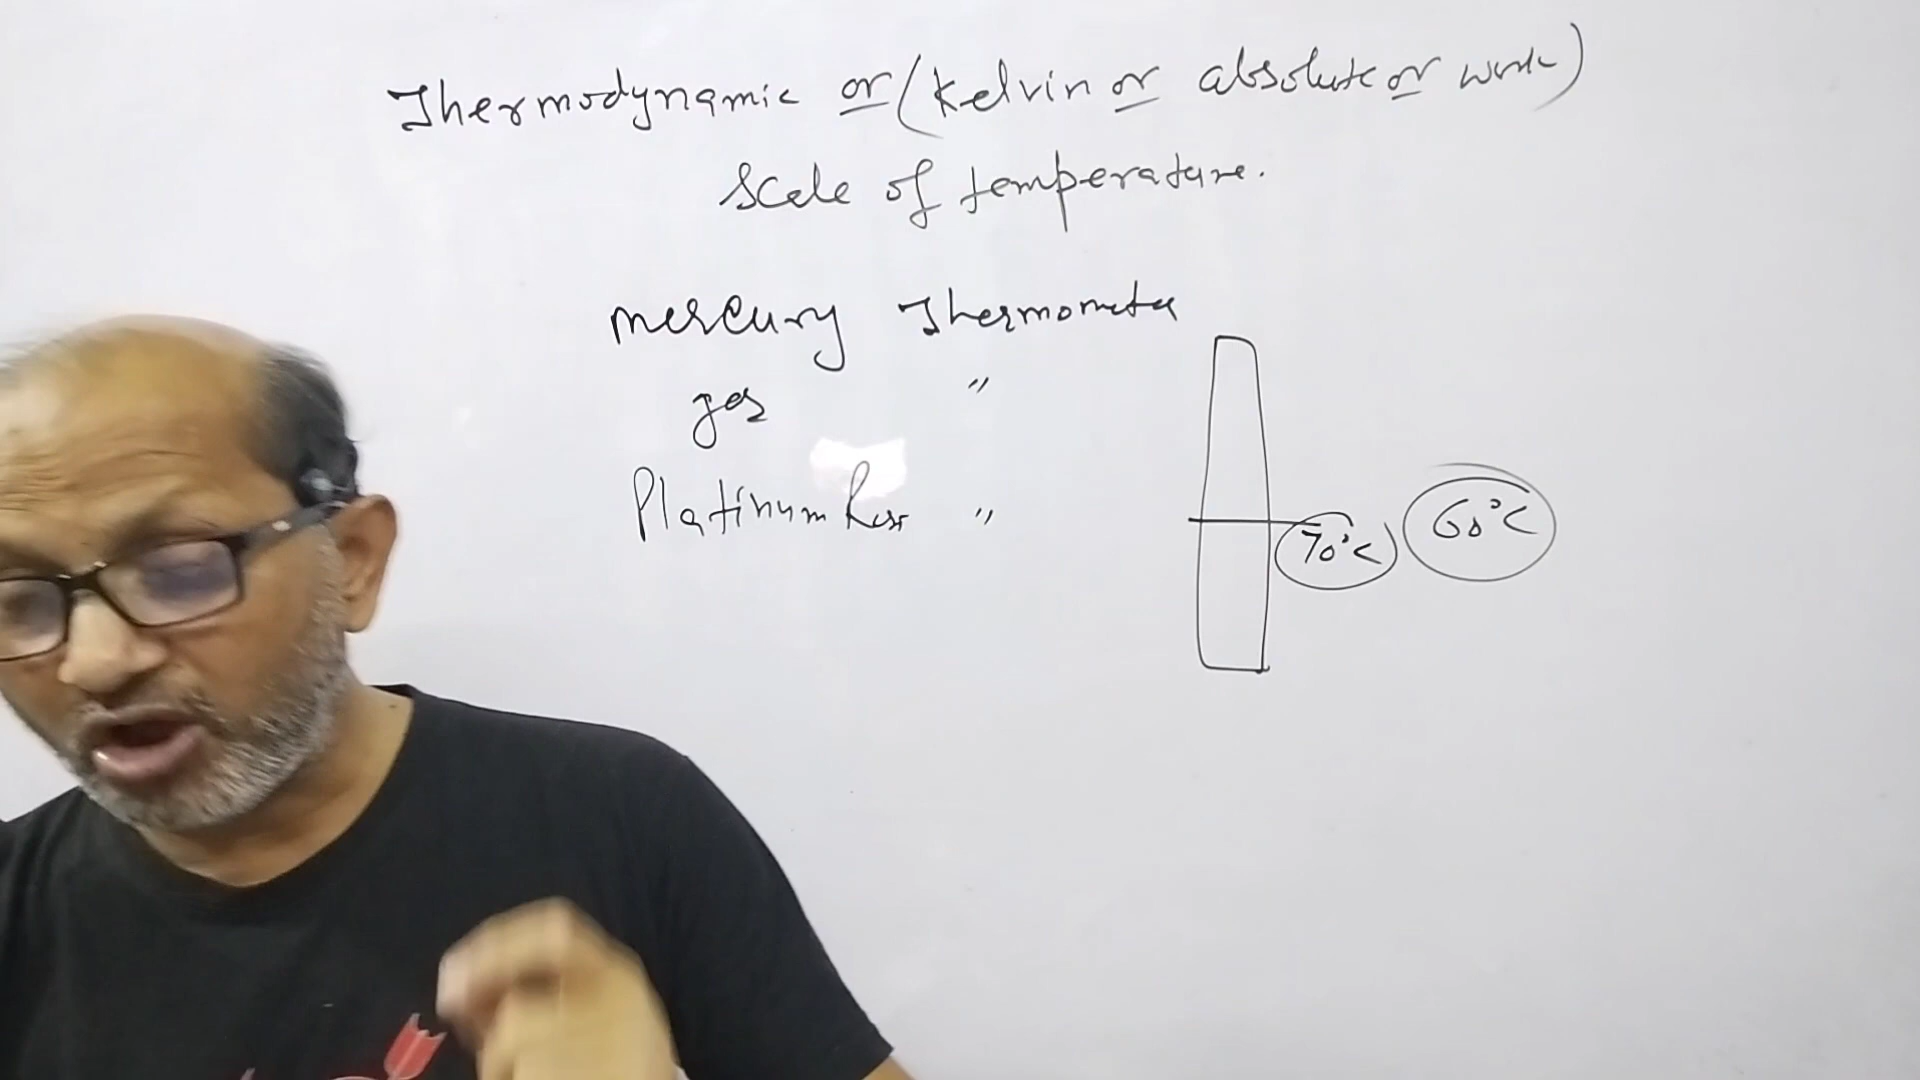 Thermodynamic or (Kelvin or absolute or work)
Scale of temperature.
Mercury Thermometer
gas "
Platinum Res "
70°C 60°C